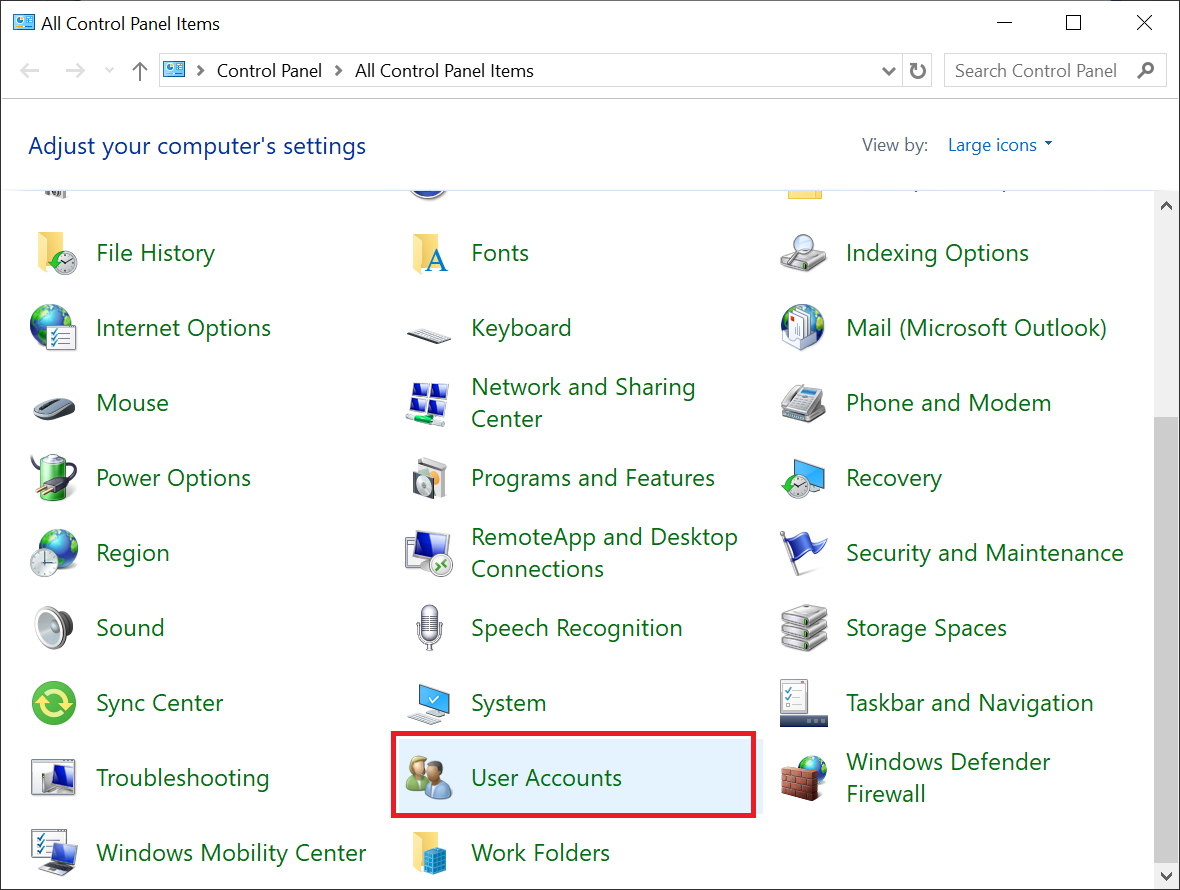 All Control Panel Items
Control Panel > All Control Panel Items
Search Control Panel
Adjust your computer's settings
View by: Large icons
File History
Fonts
Indexing Options
Internet Options
Keyboard
Mail (Microsoft Outlook)
Mouse
Network and Sharing
Center
Phone and Modem
Power Options
Programs and Features
Recovery
Region
RemoteApp and Desktop
Connections
Security and Maintenance
Sound
Speech Recognition
Storage Spaces
Sync Center
System
Taskbar and Navigation
Troubleshooting
User Accounts
Windows Defender
Firewall
Windows Mobility Center
Work Folders